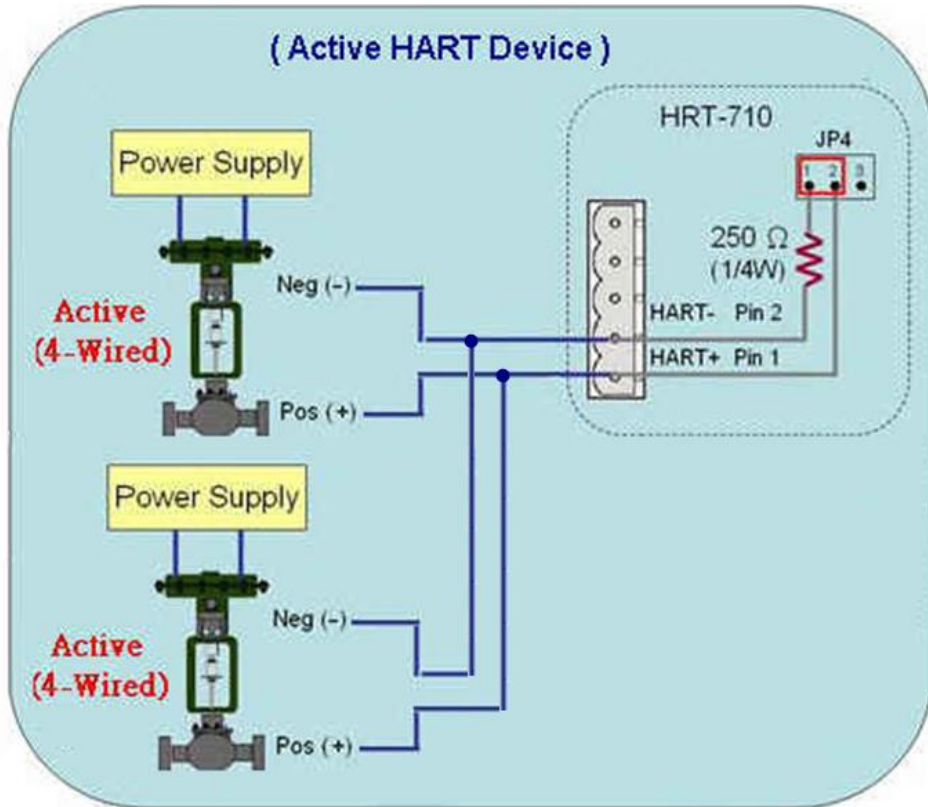 ( Active HART Device )
HRT-710
JP4
1 2 3
Power Supply
250 Ω
(1/4W)
Neg (-)
Active
(4-Wired)
HART- Pin 2
HART+ Pin 1
Pos (+)
Power Supply
Neg (-)
Active
(4-Wired)
Pos (+)